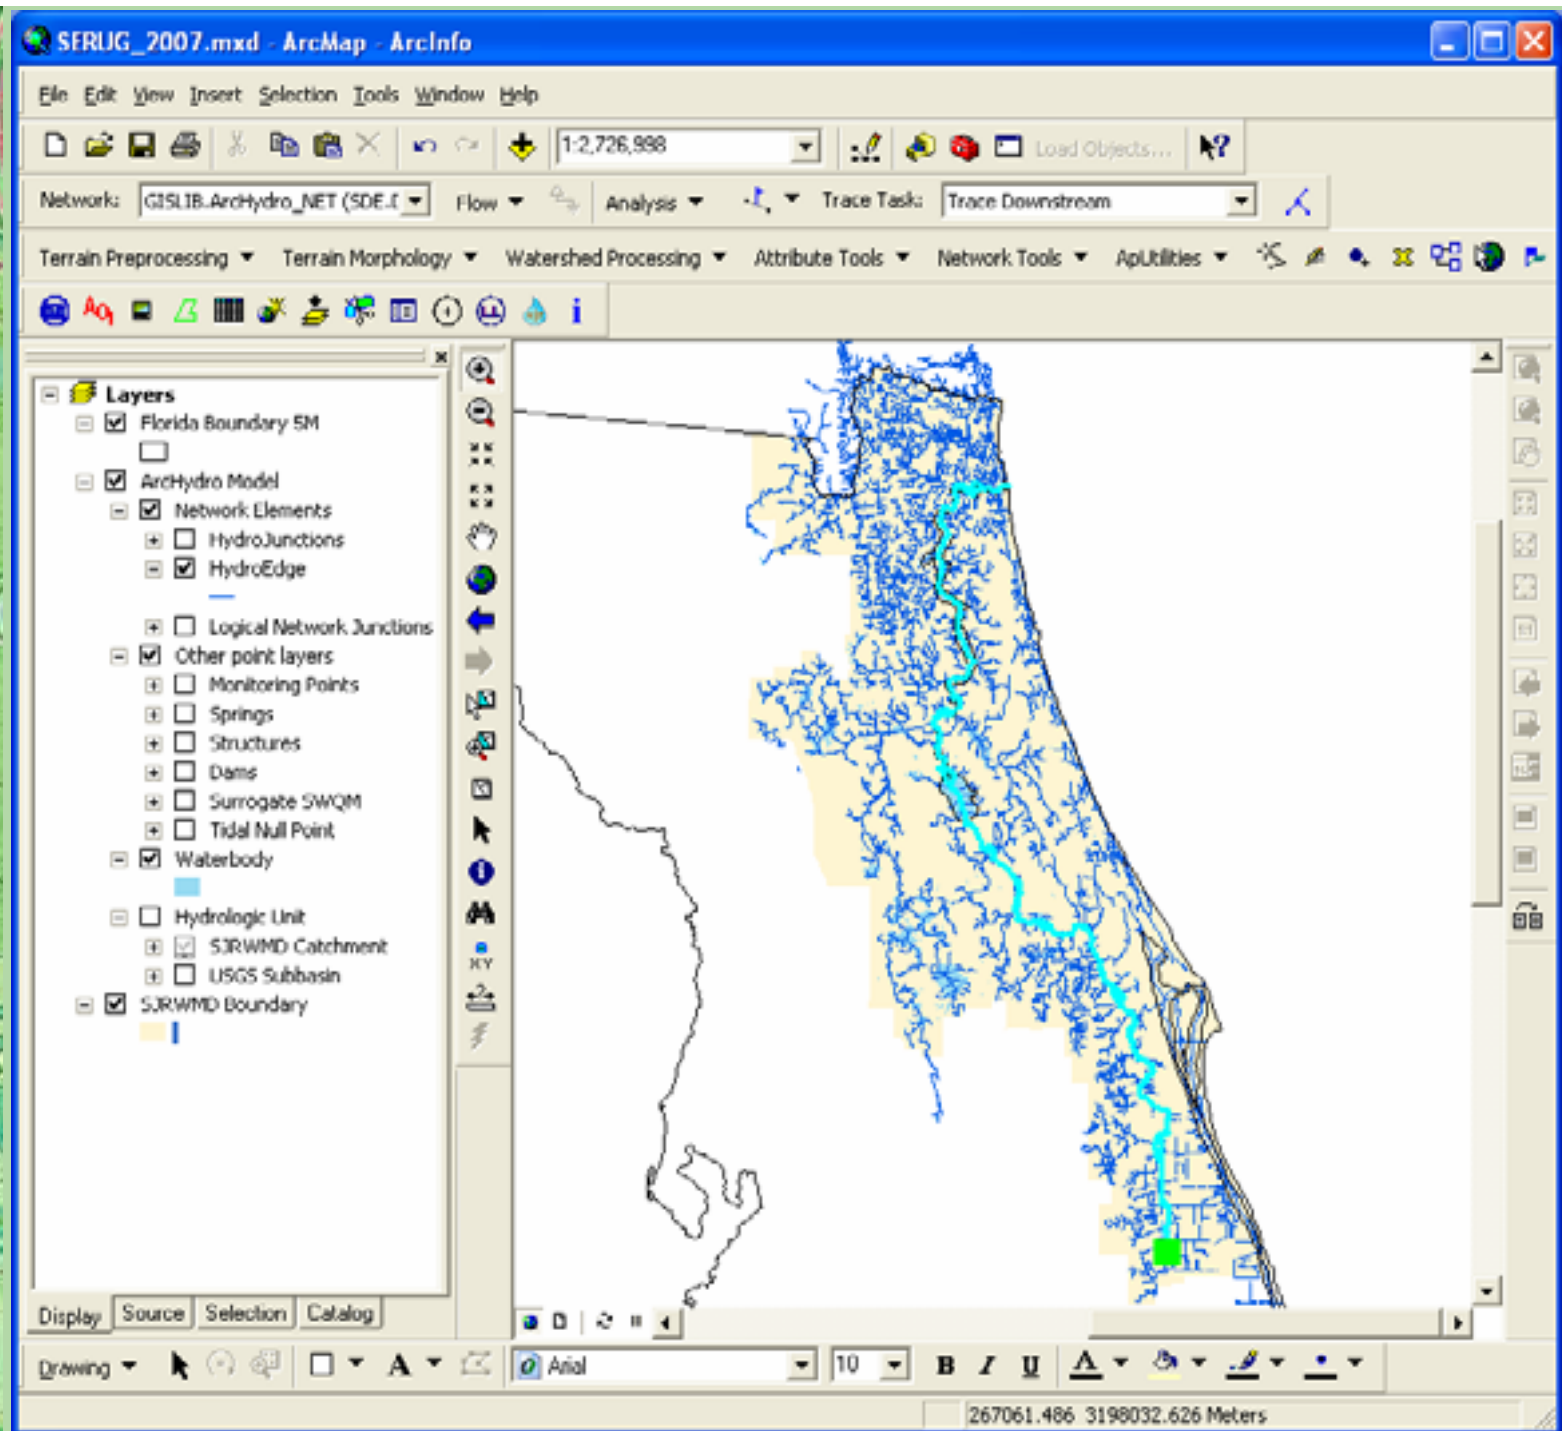 SERUG_2007.mxd - ArcMap - ArcInfo
File Edit View Insert Selection Tools Window Help
1:2,726,998 Load Objects...
Network: GISLIB.ArcHydro_NET (SDE.D Flow Analysis Trace Task: Trace Downstream
Terrain Preprocessing Terrain Morphology Watershed Processing Attribute Tools Network Tools ApUtilities
Layers
Florida Boundary 5M
ArcHydro Model
Network Elements
HydroJunctions
HydroEdge
Logical Network Junctions
Other point layers
Monitoring Points
Springs
Structures
Dams
Surrogate SWQM
Tidal Null Point
Waterbody
Hydrologic Unit
SJRWMD Catchment
USGS Subbasin
SJRWMD Boundary
XY
Display Source Selection Catalog
Drawing A Arial 10 B I U A
267061.486 3198032.626 Meters